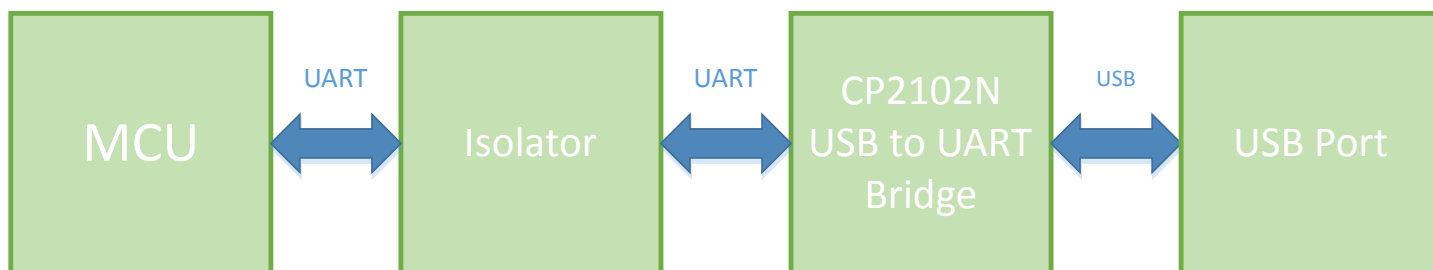 MCU
UART
Isolator
UART
CP2102N
USB to UART
Bridge
USB
USB Port